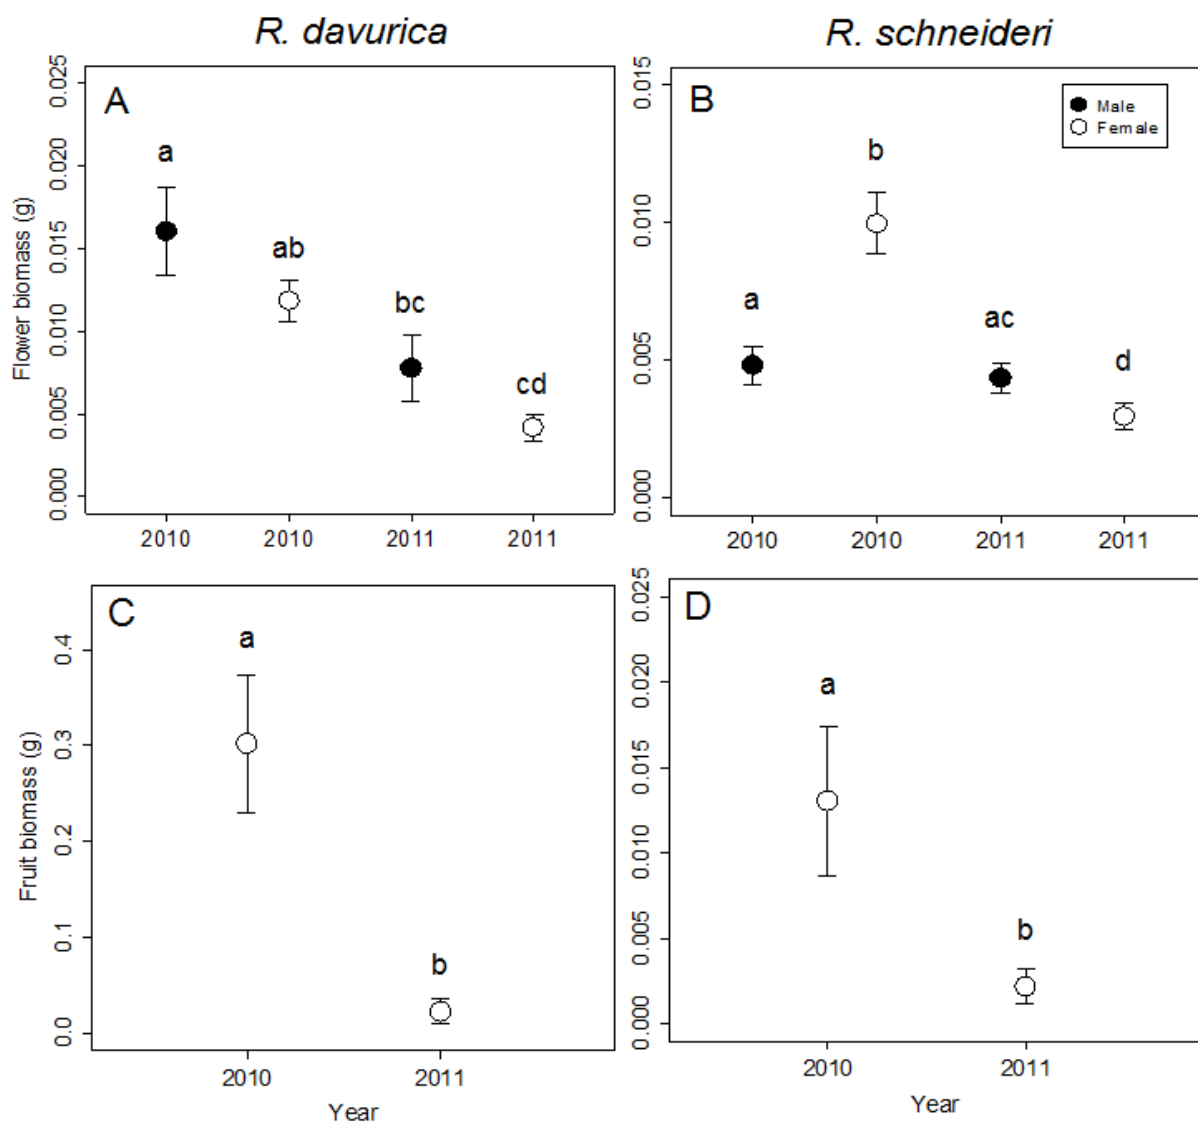 R. davurica
R. schneideri
A
Flower biomass (g)
0.025
0.020
0.015
0.010
0.005
0.000
a
ab
bc
cd
2010 2010 2011 2011
B
Male
Female
0.015
0.010
0.005
0.000
a
b
ac
d
2010 2010 2011 2011
C
Fruit biomass (g)
0.4
0.3
0.2
0.1
0.0
a
b
2010 2011
Year
D
0.025
0.020
0.015
0.010
0.005
0.000
a
b
2010 2011
Year